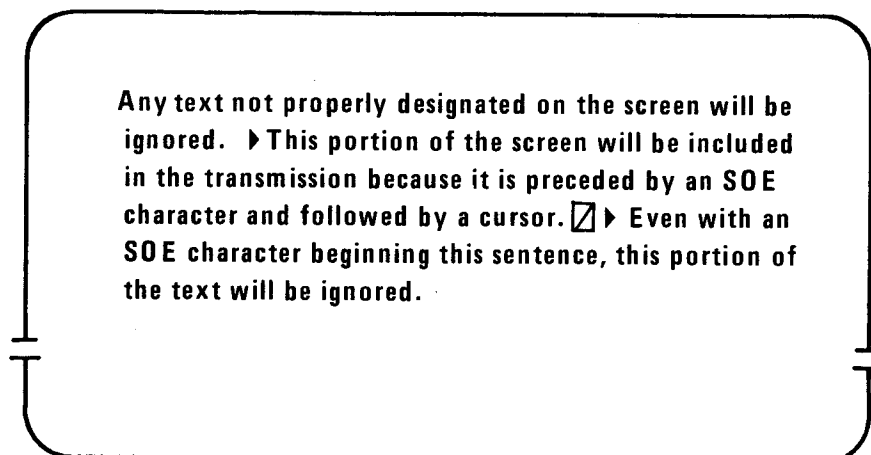 Any text not properly designated on the screen will be
ignored. ▶This portion of the screen will be included
in the transmission because it is preceded by an SOE
character and followed by a cursor. ⍁▶ Even with an
SOE character beginning this sentence, this portion of
the text will be ignored.